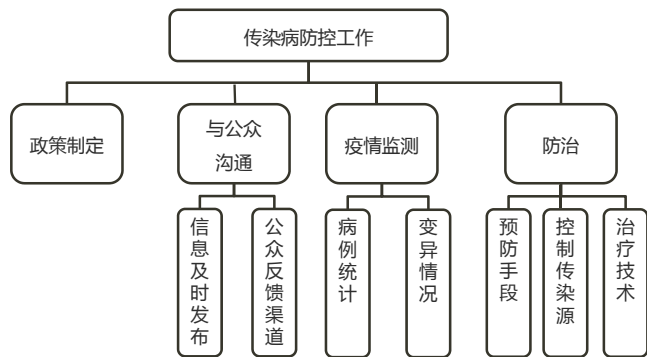 传染病防控工作
政策制定
与公众
沟通
疫情监测
防治
信息及时发布
公众反馈渠道
病例统计
变异情况
预防手段
控制传染源
治疗技术